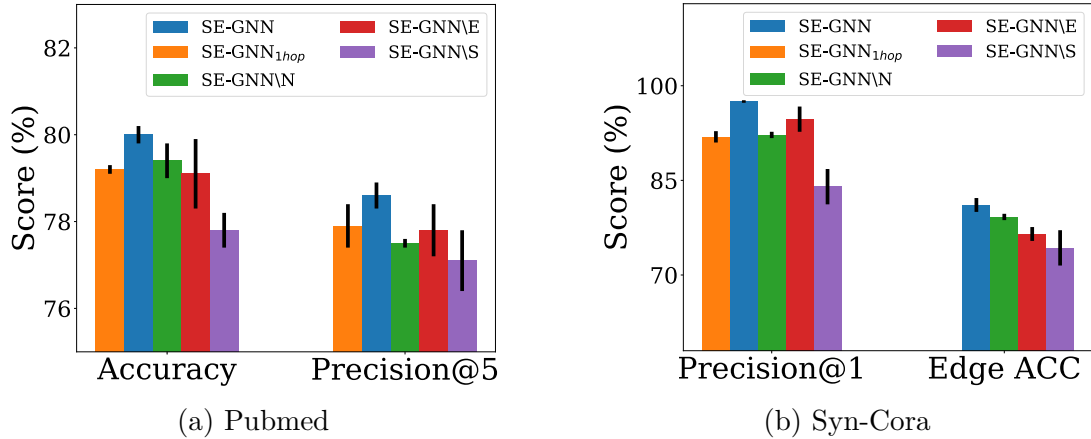 SE-GNN
SE-GNN\E
SE-GNN1hop
SE-GNN\S
SE-GNN\N
82
80
78
76
Score (%)
Accuracy
Precision@5
(a) Pubmed
SE-GNN
SE-GNN\E
SE-GNN1hop
SE-GNN\S
SE-GNN\N
100
85
70
Score (%)
Precision@1
Edge ACC
(b) Syn-Cora